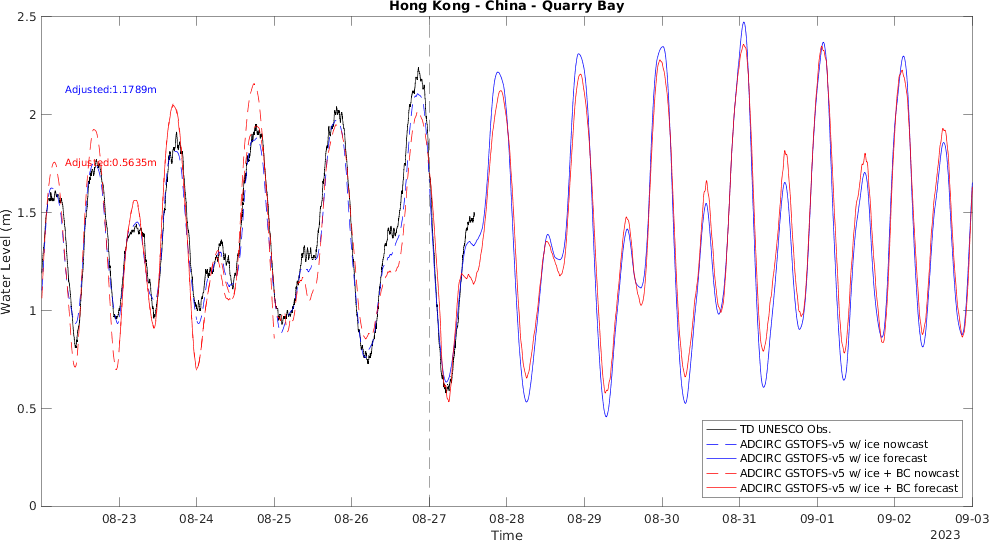 Hong Kong - China - Quarry Bay
2.5
2
1.5
1
0.5
0
Water Level (m)
Adjusted:1.1789m
Adjusted:0.5635m
TD UNESCO Obs.
ADCIRC GSTOFS-v5 w/ ice nowcast
ADCIRC GSTOFS-v5 w/ ice forecast
ADCIRC GSTOFS-v5 w/ ice + BC nowcast
ADCIRC GSTOFS-v5 w/ ice + BC forecast
08-23 08-24 08-25 08-26 08-27 08-28 08-29 08-30 08-31 09-01 09-02 09-03
Time
2023